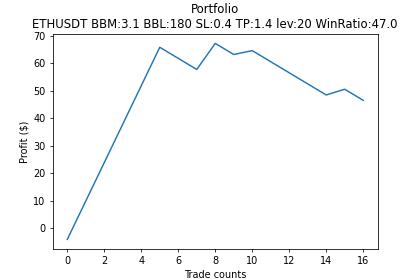 Portfolio
ETHUSDT BBM:3.1 BBL:180 SL:0.4 TP:1.4 lev:20 WinRatio:47.0
70
60
50
40
30
20
10
0
Profit ($)
0 2 4 6 8 10 12 14 16
Trade counts